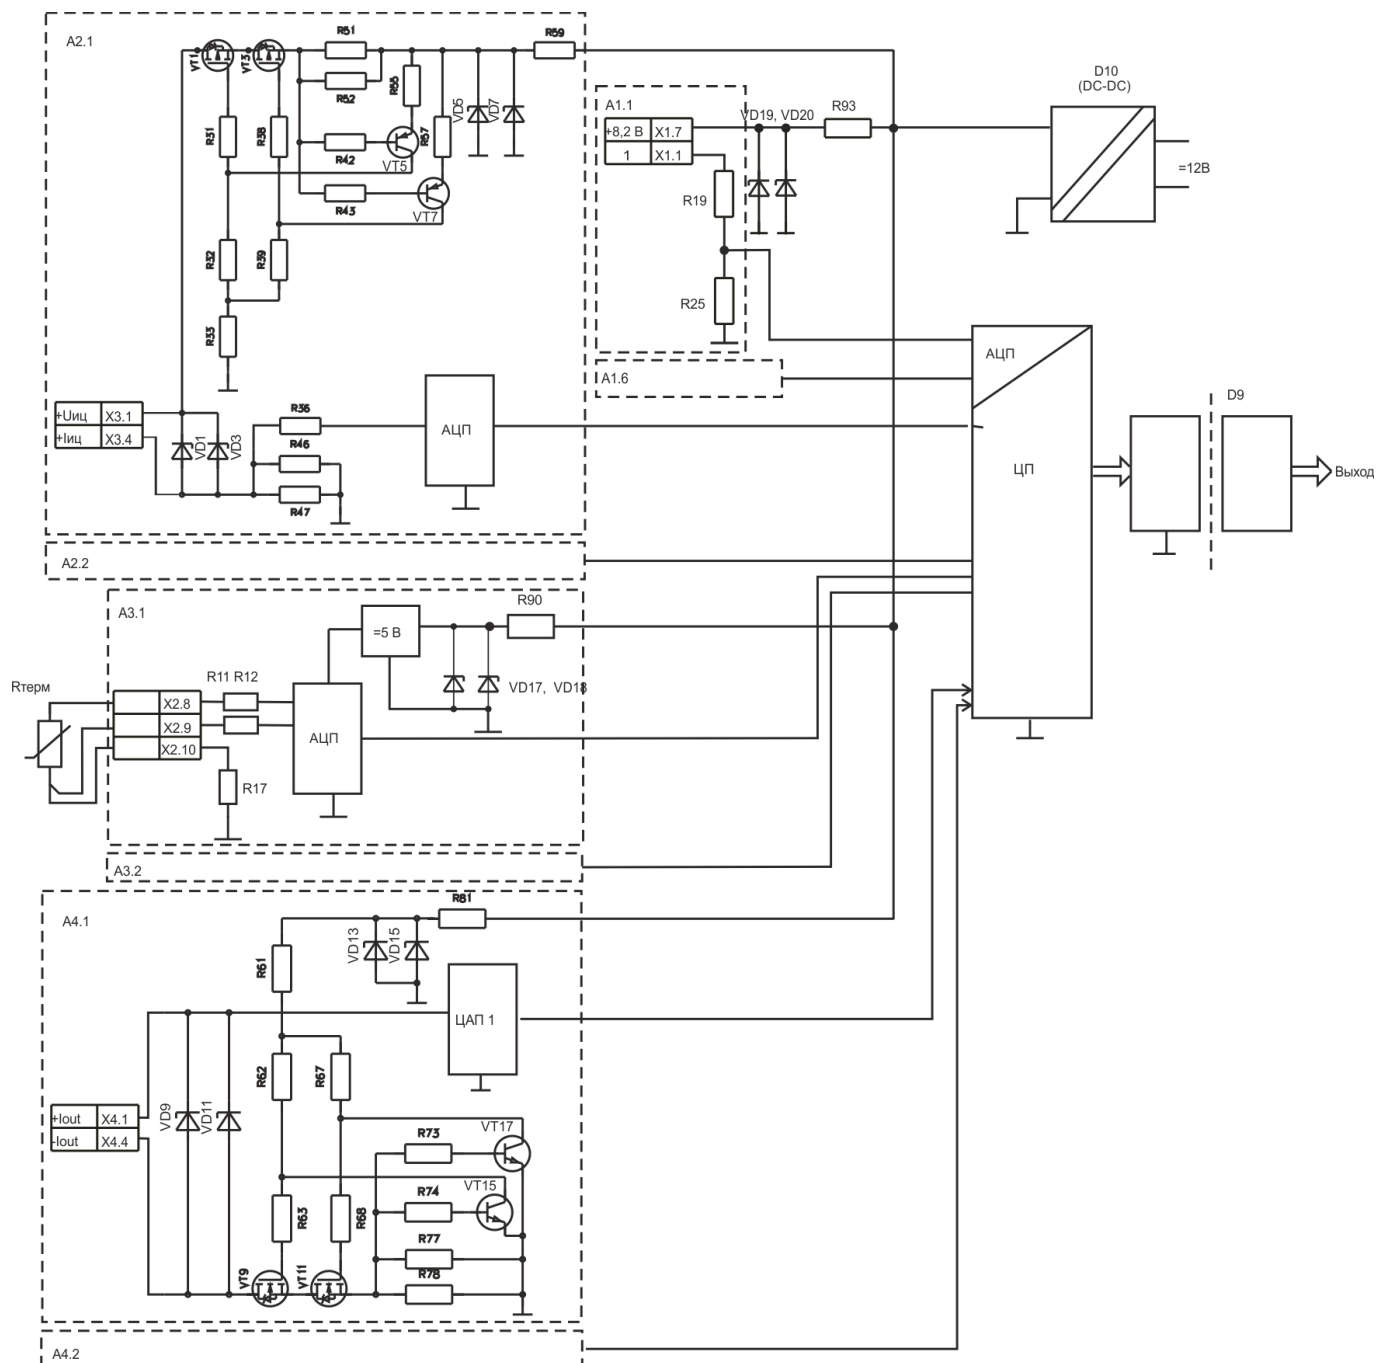 A2.1
VT1
VT3
R51
R52
R55
R59
VD5
VD7
R31
R38
R42
VT5
R57
R43
VT7
R32
R39
R33
+Uиц X3.1
+Iиц X3.4
VD1
VD3
R36
R46
R47
АЦП
A2.2
A1.1
+8,2 В X1.7
1 X1.1
VD19, VD20
R93
R19
R25
A1.6
D10
(DC-DC)
=12В
АЦП
ЦП
D9
Выход
A3.1
=5 В
R90
VD17, VD18
Rтерм
R11 R12
X2.8
X2.9
X2.10
АЦП
R17
A3.2
A4.1
R81
VD13
VD15
R61
ЦАП 1
R62
R67
+Iout X4.1
-Iout X4.4
VD9
VD11
VT17
R73
VT15
R74
R63
R68
R77
R78
VT9
VT11
A4.2